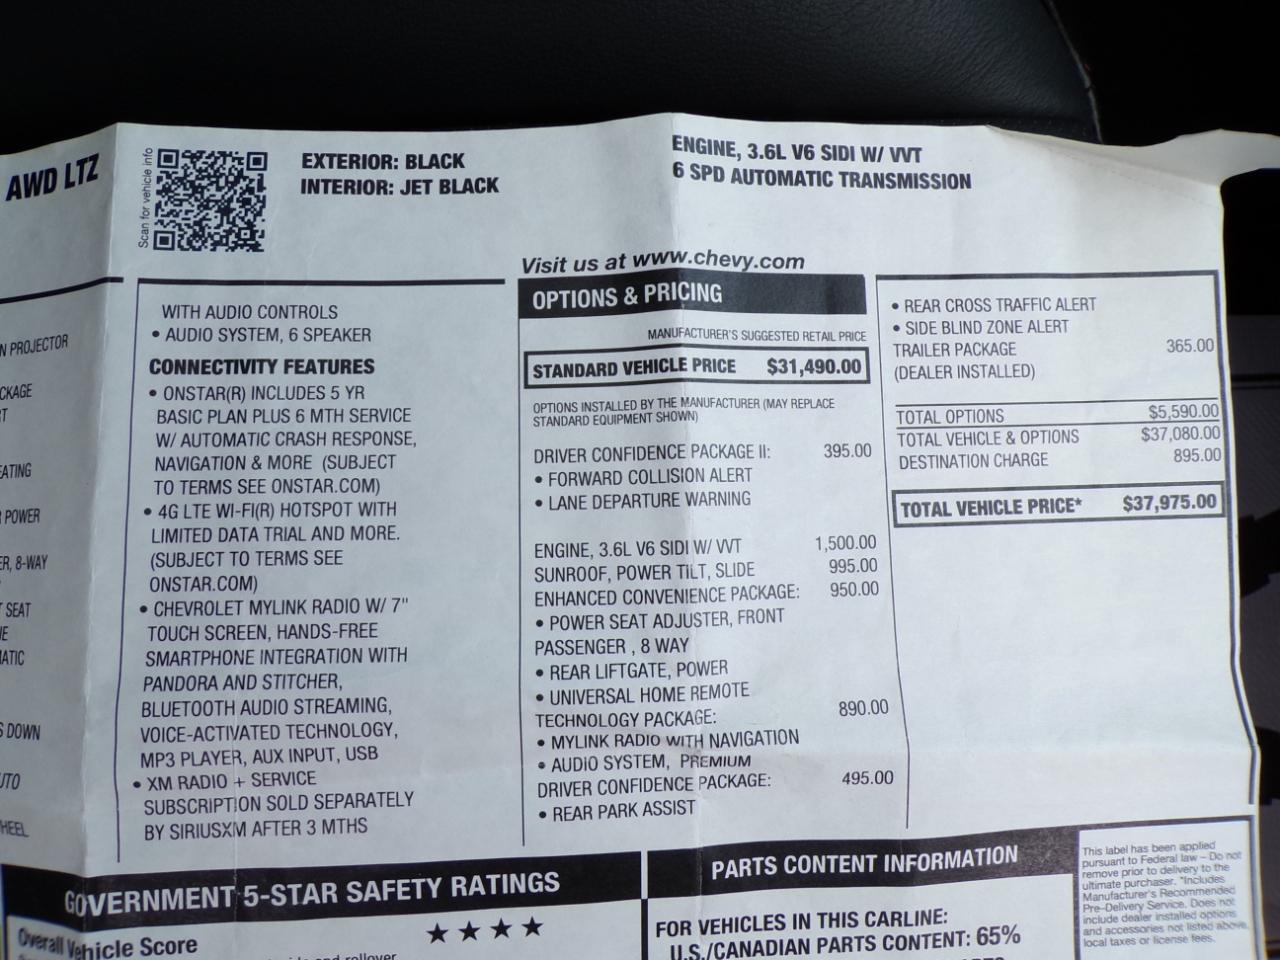 AWD LTZ
Scan for vehicle info
EXTERIOR: BLACK
INTERIOR: JET BLACK
ENGINE, 3.6L V6 SIDI W/ VVT
6 SPD AUTOMATIC TRANSMISSION
PROJECTOR
POWER
8-WAY
SEAT
DOWN
WITH AUDIO CONTROLS
• AUDIO SYSTEM, 6 SPEAKER
CONNECTIVITY FEATURES
• ONSTAR(R) INCLUDES 5 YR
BASIC PLAN PLUS 6 MTH SERVICE
W/ AUTOMATIC CRASH RESPONSE,
NAVIGATION & MORE (SUBJECT
TO TERMS SEE ONSTAR.COM)
• 4G LTE WI-FI(R) HOTSPOT WITH
LIMITED DATA TRIAL AND MORE.
(SUBJECT TO TERMS SEE
ONSTAR.COM)
• CHEVROLET MYLINK RADIO W/ 7"
TOUCH SCREEN, HANDS-FREE
SMARTPHONE INTEGRATION WITH
PANDORA AND STITCHER,
BLUETOOTH AUDIO STREAMING,
VOICE-ACTIVATED TECHNOLOGY,
MP3 PLAYER, AUX INPUT, USB
• XM RADIO + SERVICE
SUBSCRIPTION SOLD SEPARATELY
BY SIRIUSXM AFTER 3 MTHS
Visit us at www.chevy.com
OPTIONS & PRICING
MANUFACTURER'S SUGGESTED RETAIL PRICE
STANDARD VEHICLE PRICE $31,490.00
OPTIONS INSTALLED BY THE MANUFACTURER (MAY REPLACE
STANDARD EQUIPMENT SHOWN)
DRIVER CONFIDENCE PACKAGE II: 395.00
• FORWARD COLLISION ALERT
• LANE DEPARTURE WARNING
ENGINE, 3.6L V6 SIDI W/ VVT 1,500.00
SUNROOF, POWER TILT, SLIDE 995.00
ENHANCED CONVENIENCE PACKAGE: 950.00
• POWER SEAT ADJUSTER, FRONT
PASSENGER , 8 WAY
• REAR LIFTGATE, POWER
• UNIVERSAL HOME REMOTE
TECHNOLOGY PACKAGE: 890.00
• MYLINK RADIO WITH NAVIGATION
• AUDIO SYSTEM, PREMIUM
DRIVER CONFIDENCE PACKAGE: 495.00
• REAR PARK ASSIST
• REAR CROSS TRAFFIC ALERT
• SIDE BLIND ZONE ALERT
TRAILER PACKAGE 365.00
(DEALER INSTALLED)
TOTAL OPTIONS $5,590.00
TOTAL VEHICLE & OPTIONS $37,080.00
DESTINATION CHARGE 895.00
TOTAL VEHICLE PRICE* $37,975.00
GOVERNMENT 5-STAR SAFETY RATINGS
Overall Vehicle Score ★★★★
and rollover
PARTS CONTENT INFORMATION
FOR VEHICLES IN THIS CARLINE:
U.S./CANADIAN PARTS CONTENT: 65%
This label has been applied
pursuant to Federal law – Do not
remove prior to delivery to the
ultimate purchaser. *Includes
Manufacturer's Recommended
Pre-Delivery Service. Does not
include dealer installed options
and accessories not listed above,
local taxes or license fees.